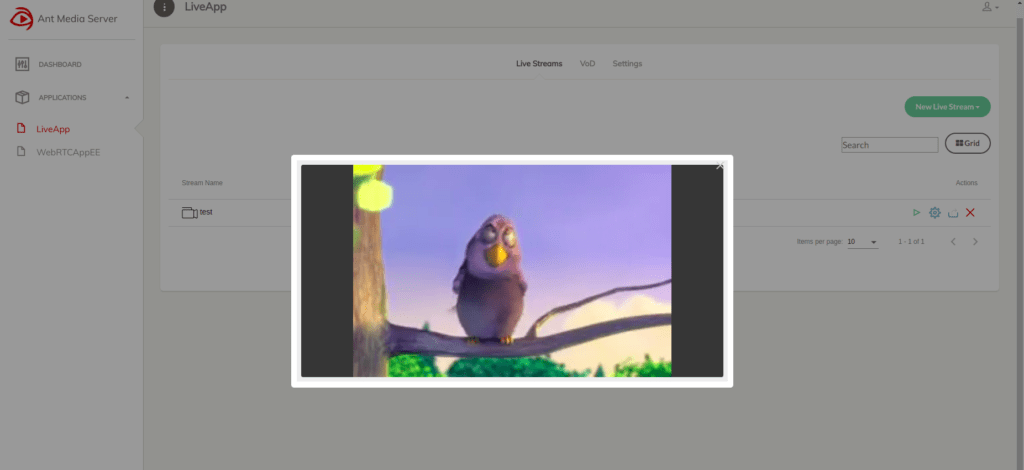 Ant Media Server
LiveApp
DASHBOARD
APPLICATIONS
LiveApp
WebRTCAppEE
Live Streams VoD Settings
New Live Stream
Search
Grid
Stream Name Actions
test
Items per page: 10 1 - 1 of 1